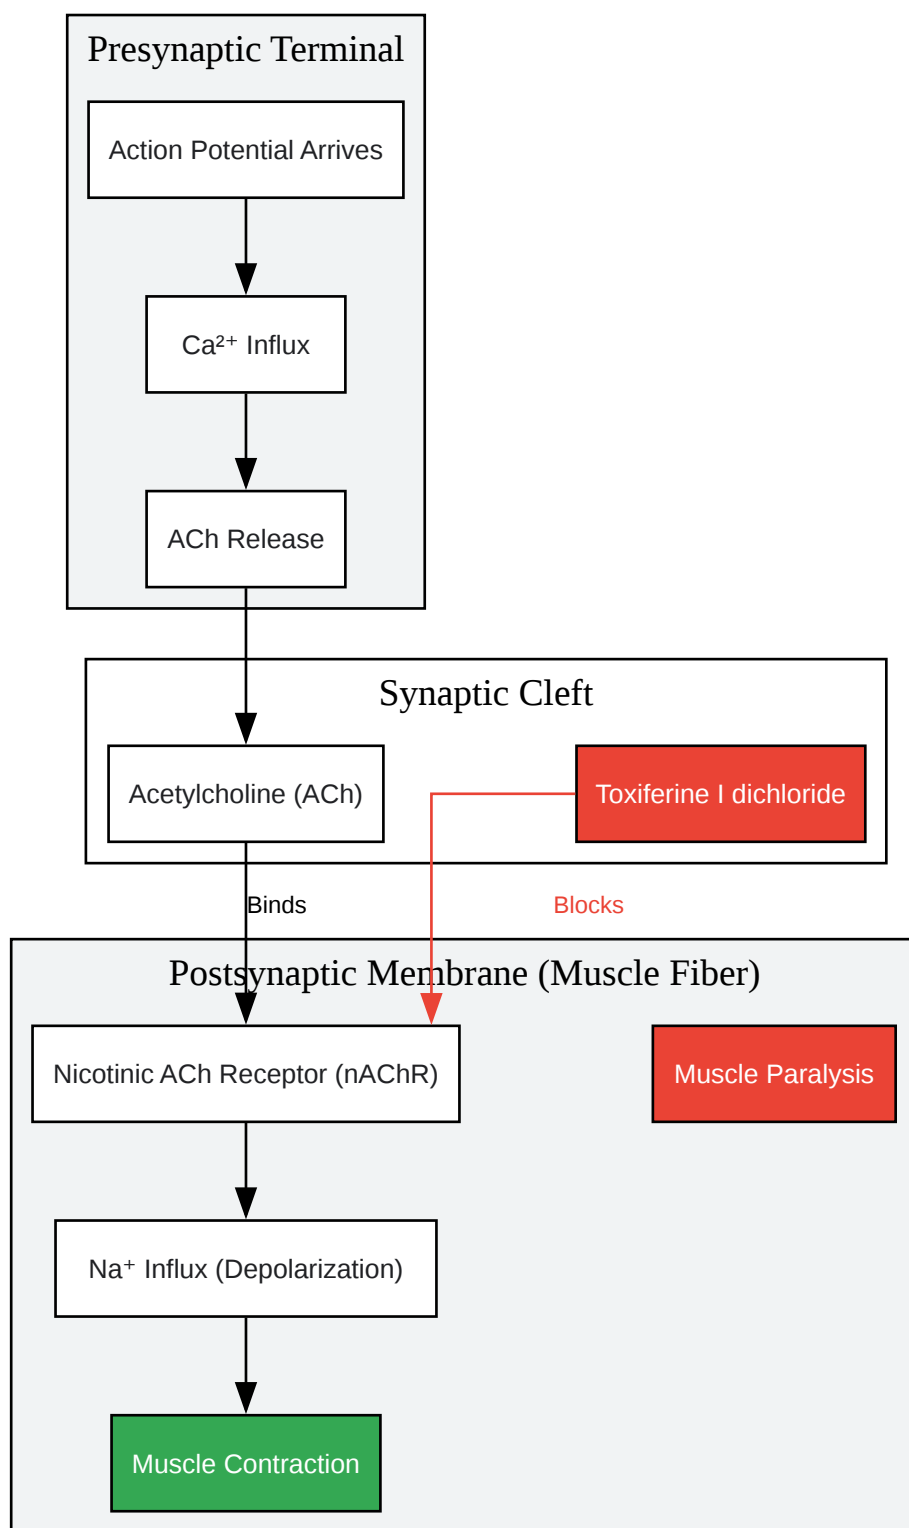 Presynaptic Terminal
Action Potential Arrives
Ca²⁺ Influx
ACh Release
Synaptic Cleft
Acetylcholine (ACh)
Toxiferine I dichloride
Binds
Blocks
Postsynaptic Membrane (Muscle Fiber)
Nicotinic ACh Receptor (nAChR)
Muscle Paralysis
Na⁺ Influx (Depolarization)
Muscle Contraction